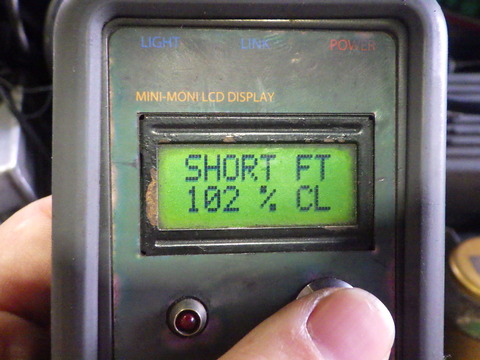 LIGHT LINK POWER
MINI-MONI LCD DISPLAY
SHORT FT
102 % CL